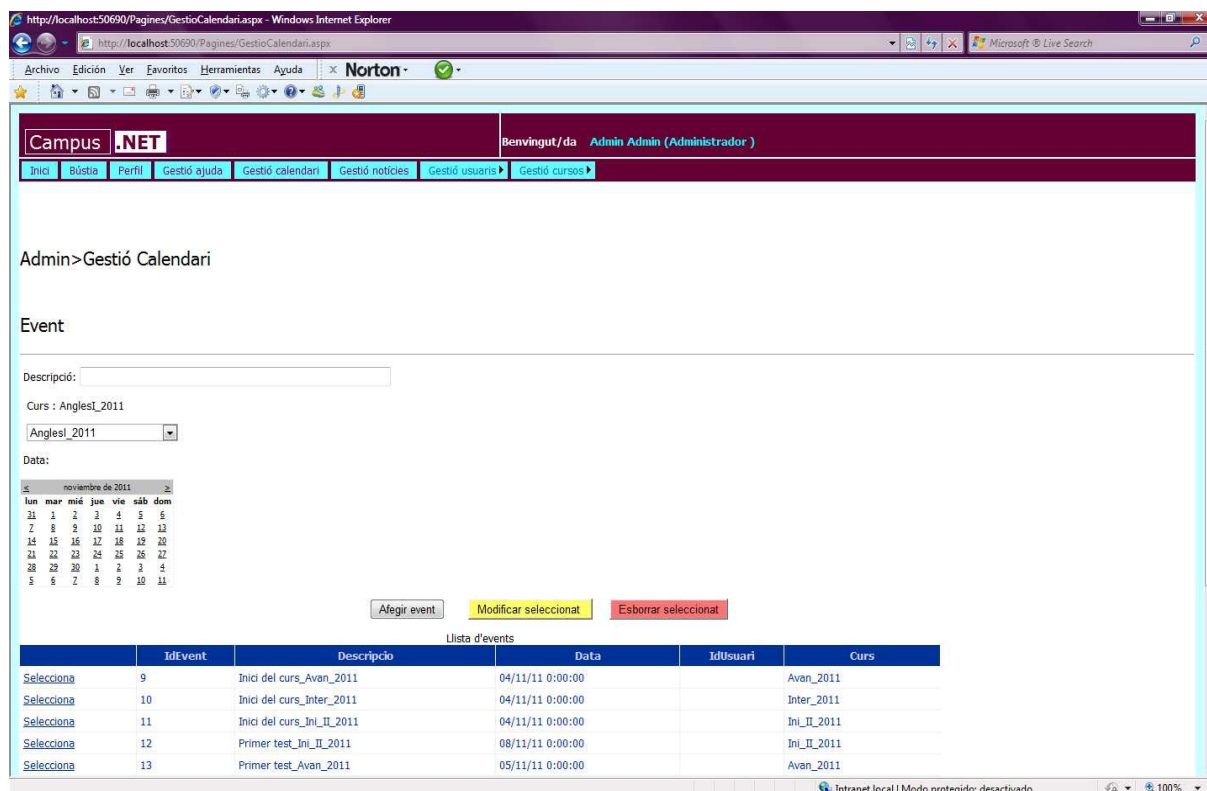 http://localhost:50690/Pagines/GestioCalendari.aspx - Windows Internet Explorer
http://localhost:50690/Pagines/GestioCalendari.aspx
Microsoft ® Live Search
Archivo Edición Ver Favoritos Herramientas Ayuda x Norton
Campus .NET
Benvingut/da Admin Admin (Administrador )
Inici Bústia Perfil Gestió ajuda Gestió calendari Gestió notícies Gestió usuaris Gestió cursos
Admin>Gestió Calendari
Event
Descripció:
Curs : AnglesI_2011
AnglesI_2011
Data:
< noviembre de 2011 >
lun mar mié jue vie sáb dom
31 1 2 3 4 5 6
7 8 9 10 11 12 13
14 15 16 17 18 19 20
21 22 23 24 25 26 27
28 29 30 1 2 3 4
5 6 7 8 9 10 11
Afegir event Modificar seleccionat Esborrar seleccionat
Llista d'events
IdEvent Descripcio Data IdUsuari Curs
Selecciona 9 Inici del curs_Avan_2011 04/11/11 0:00:00 Avan_2011
Selecciona 10 Inici del curs_Inter_2011 04/11/11 0:00:00 Inter_2011
Selecciona 11 Inici del curs_Ini_II_2011 04/11/11 0:00:00 Ini_II_2011
Selecciona 12 Primer test_Ini_II_2011 08/11/11 0:00:00 Ini_II_2011
Selecciona 13 Primer test_Avan_2011 05/11/11 0:00:00 Avan_2011
Intranet local | Modo protegido: desactivado 100%